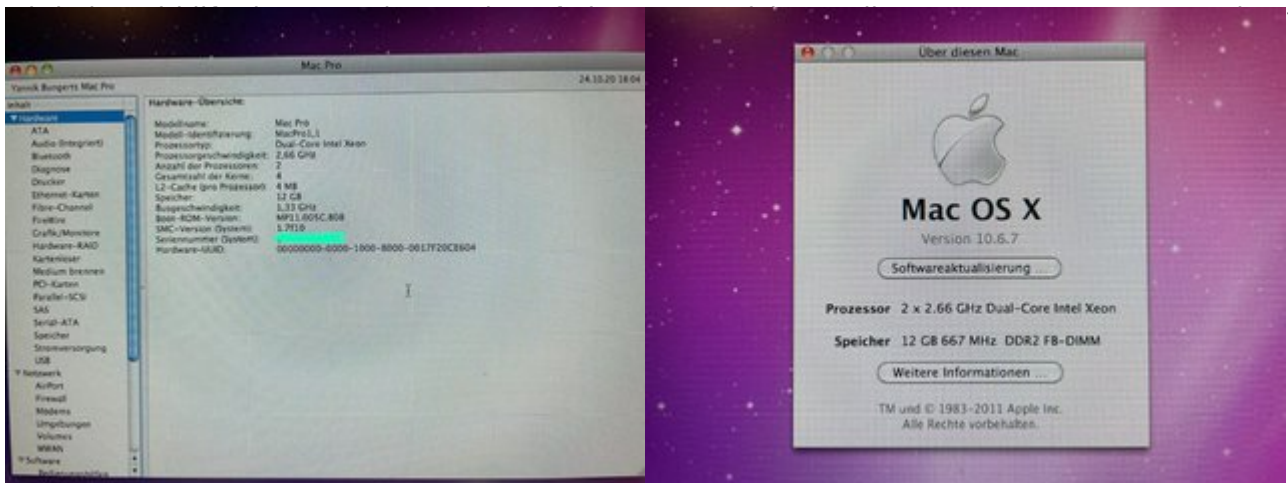 Mac Pro
Yannik Bungerts Mac Pro
24.10.20 18:04
Inhalt
Hardware
ATA
Audio (integriert)
Bluetooth
Diagnose
Drucker
Ethernet-Karten
Fibre-Channel
FireWire
Grafik/Monitore
Hardware-RAID
Kartenleser
Medium brennen
PCI-Karten
Parallel-SCSI
SAS
Serial-ATA
Speicher
Stromversorgung
USB
Netzwerk
AirPort
Firewall
Modems
Umgebungen
Volumes
WWAN
Software
Bedienungshilfen
Hardware-Übersicht:
Modellname: Mac Pro
Modell-Identifizierung: MacPro1,1
Prozessortyp: Dual-Core Intel Xeon
Prozessorgeschwindigkeit: 2,66 GHz
Anzahl der Prozessoren: 2
Gesamtzahl der Kerne: 4
L2-Cache (pro Prozessor): 4 MB
Speicher: 12 GB
Busgeschwindigkeit: 1,33 GHz
Boot-ROM-Version: MP11.005C.B08
SMC-Version (System): 1.7f10
Seriennummer (System):
Hardware-UUID: 00000000-0000-1000-8000-0017F20CE604
Über diesen Mac
Mac OS X
Version 10.6.7
Softwareaktualisierung ...
Prozessor 2 x 2.66 GHz Dual-Core Intel Xeon
Speicher 12 GB 667 MHz DDR2 FB-DIMM
Weitere Informationen ...
TM und © 1983-2011 Apple Inc.
Alle Rechte vorbehalten.